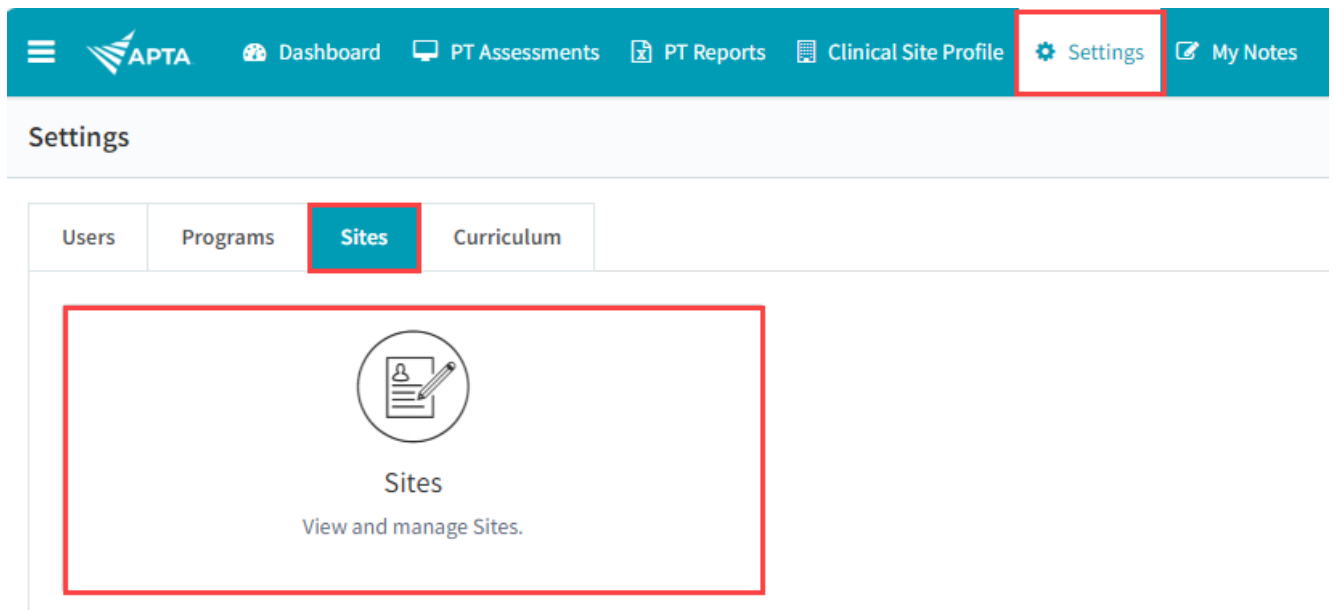 APTA Dashboard PT Assessments PT Reports Clinical Site Profile Settings My Notes
Settings
Users Programs Sites Curriculum
Sites
View and manage Sites.